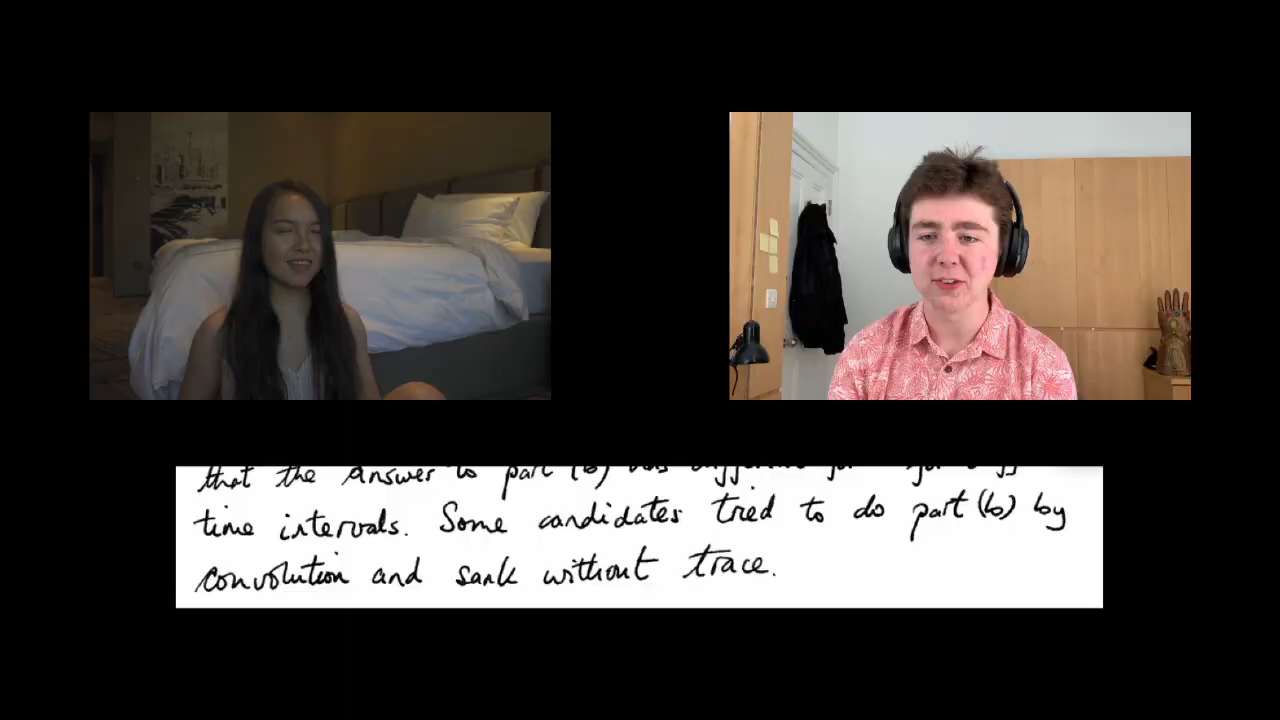 that the answer to part (b)
time intervals. Some candidates tried to do part (b) by
convolution and sank without trace.